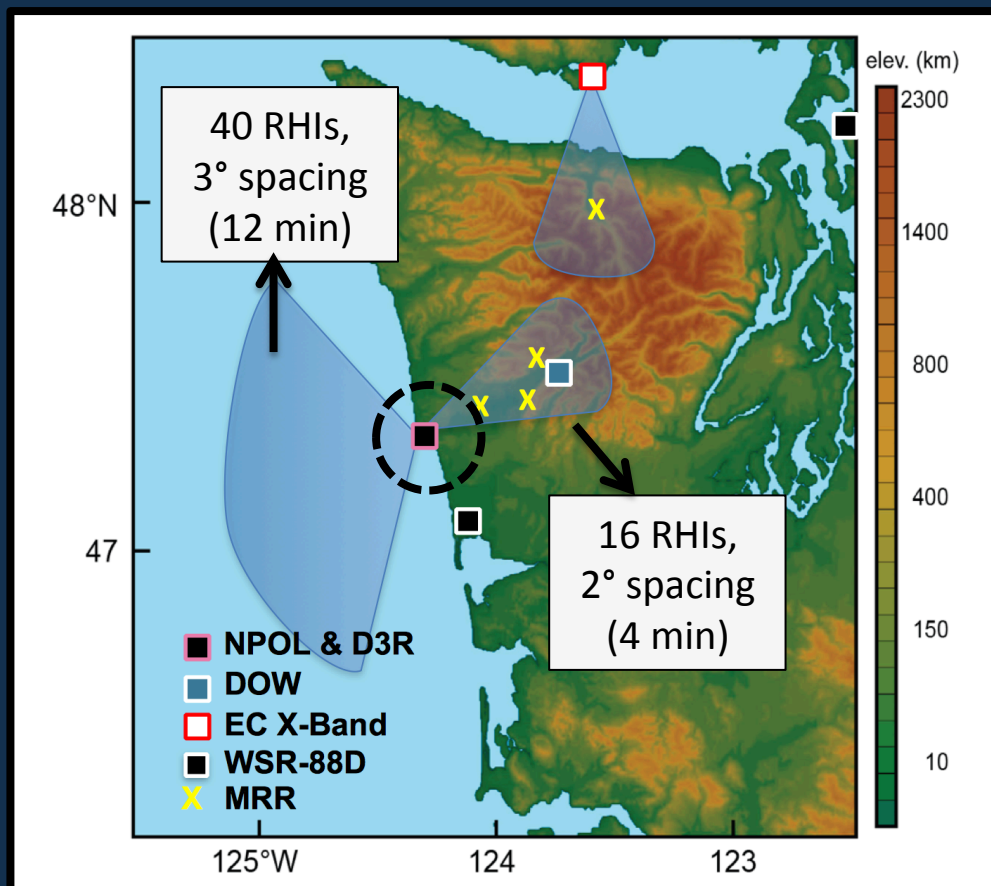 elev. (km)
2300
1400
800
400
150
10
40 RHIs,
3° spacing
(12 min)
48°N
47
X
X
X
X
16 RHIs,
2° spacing
(4 min)
NPOL & D3R
DOW
EC X-Band
WSR-88D
X MRR
125°W
124
123